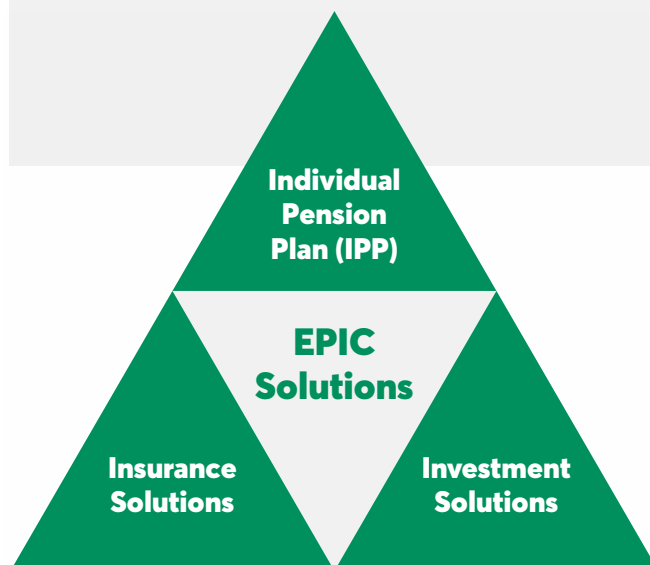 Individual
Pension
Plan (IPP)
EPIC
Solutions
Insurance
Solutions
Investment
Solutions